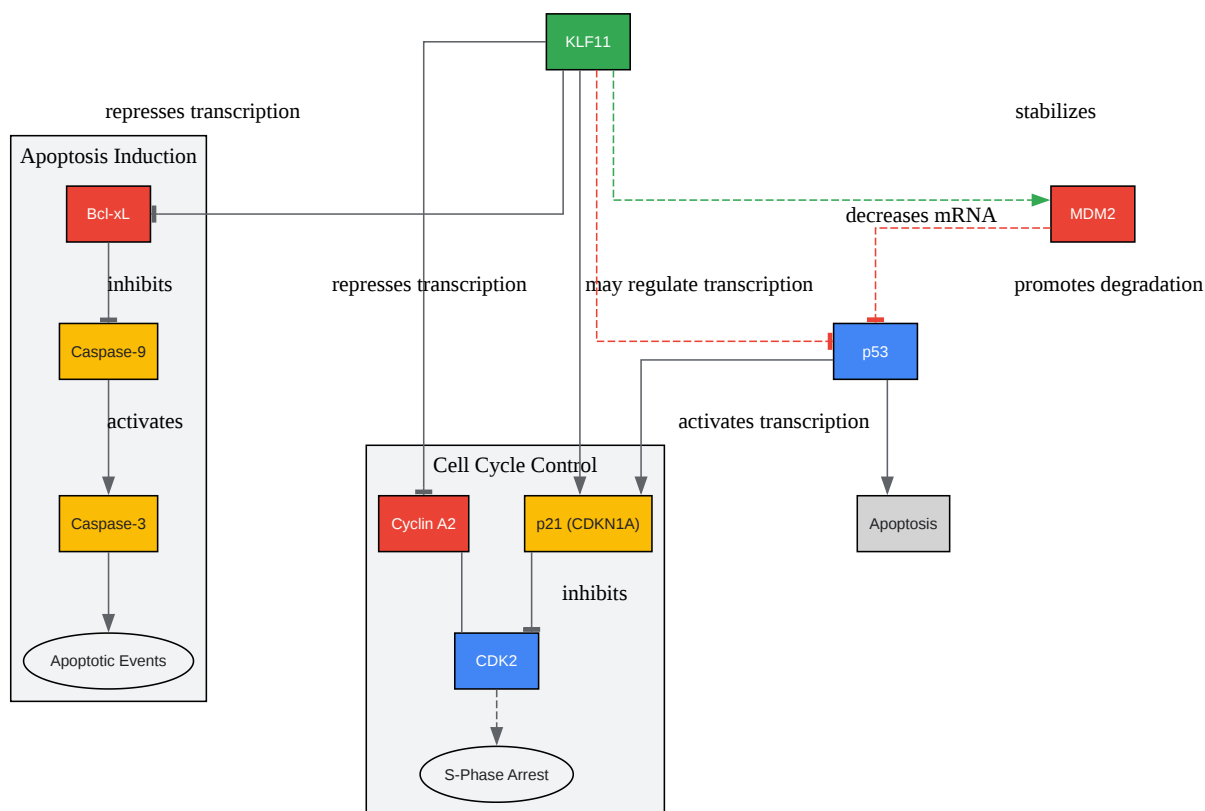 KLF11
represses transcription
stabilizes
Apoptosis Induction
Bcl-xL
decreases mRNA
MDM2
inhibits
represses transcription
may regulate transcription
promotes degradation
Caspase-9
p53
activates
activates transcription
Cell Cycle Control
Caspase-3
Cyclin A2
p21 (CDKN1A)
Apoptosis
inhibits
Apoptotic Events
CDK2
S-Phase Arrest